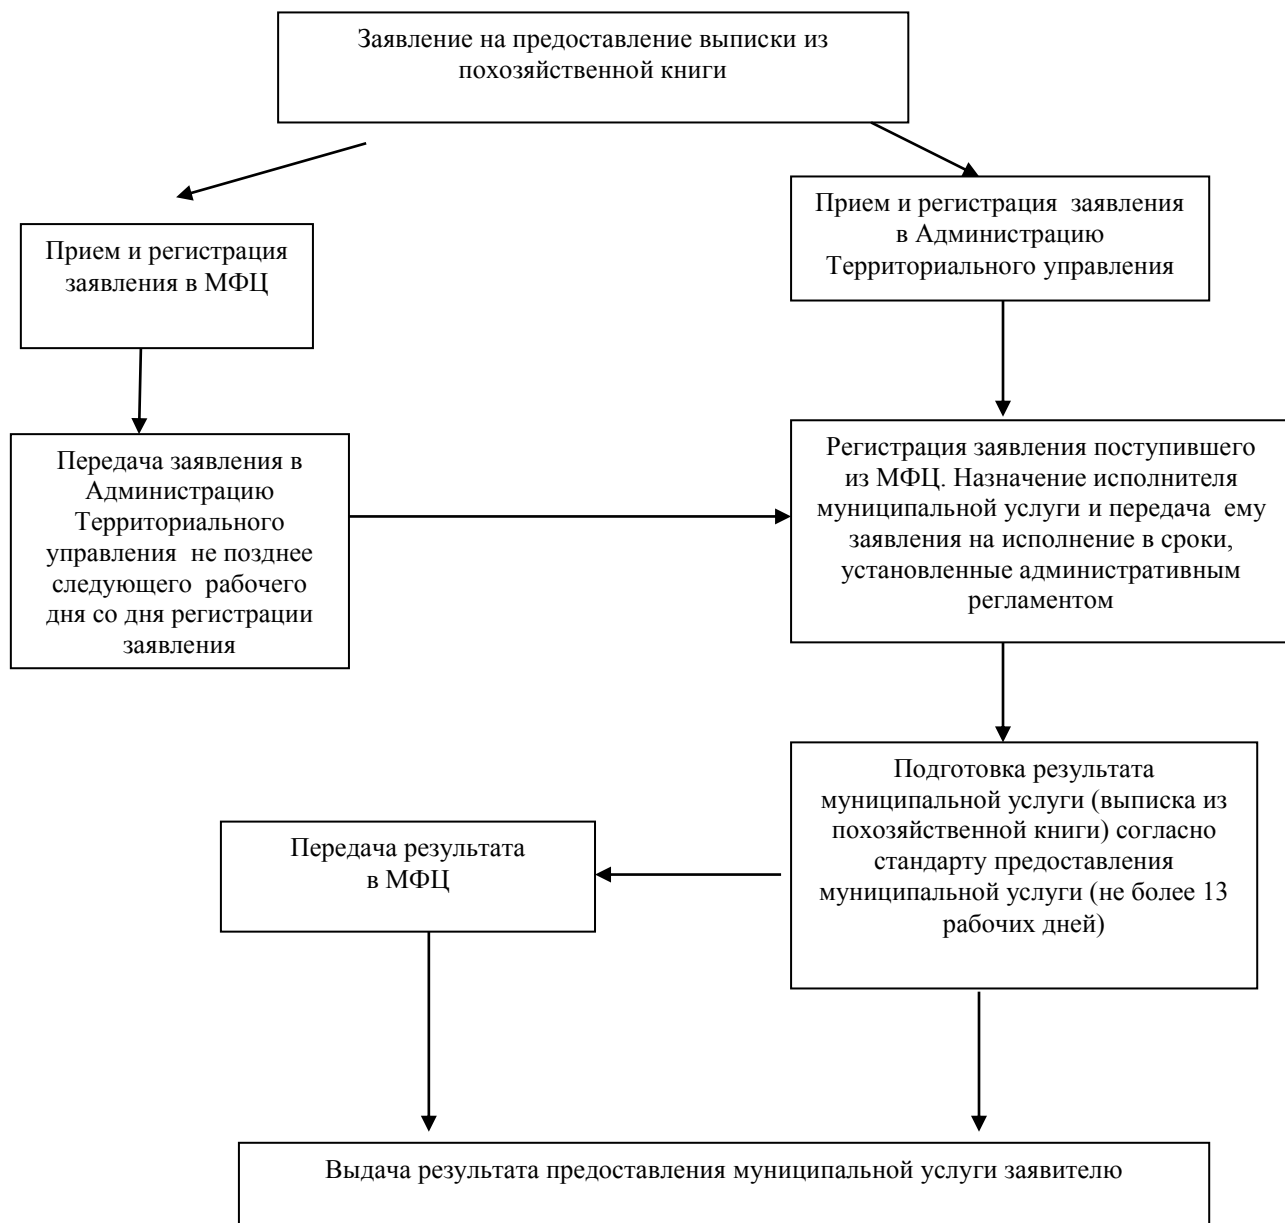 Заявление на предоставление выписки из
похозяйственной книги
Прием и регистрация
заявления в МФЦ
Прием и регистрация  заявления
в Администрацию
Территориального управления
Передача заявления в
Администрацию
Территориального
управления  не позднее
следующего  рабочего
дня со дня регистрации
заявления
Регистрация заявления поступившего
из МФЦ. Назначение исполнителя
муниципальной услуги и передача  ему
заявления на исполнение в сроки,
установленные административным
регламентом
Подготовка результата
муниципальной услуги (выписка из
похозяйственной книги) согласно
стандарту предоставления
муниципальной услуги (не более 13
рабочих дней)
Передача результата
в МФЦ
Выдача результата предоставления муниципальной услуги заявителю